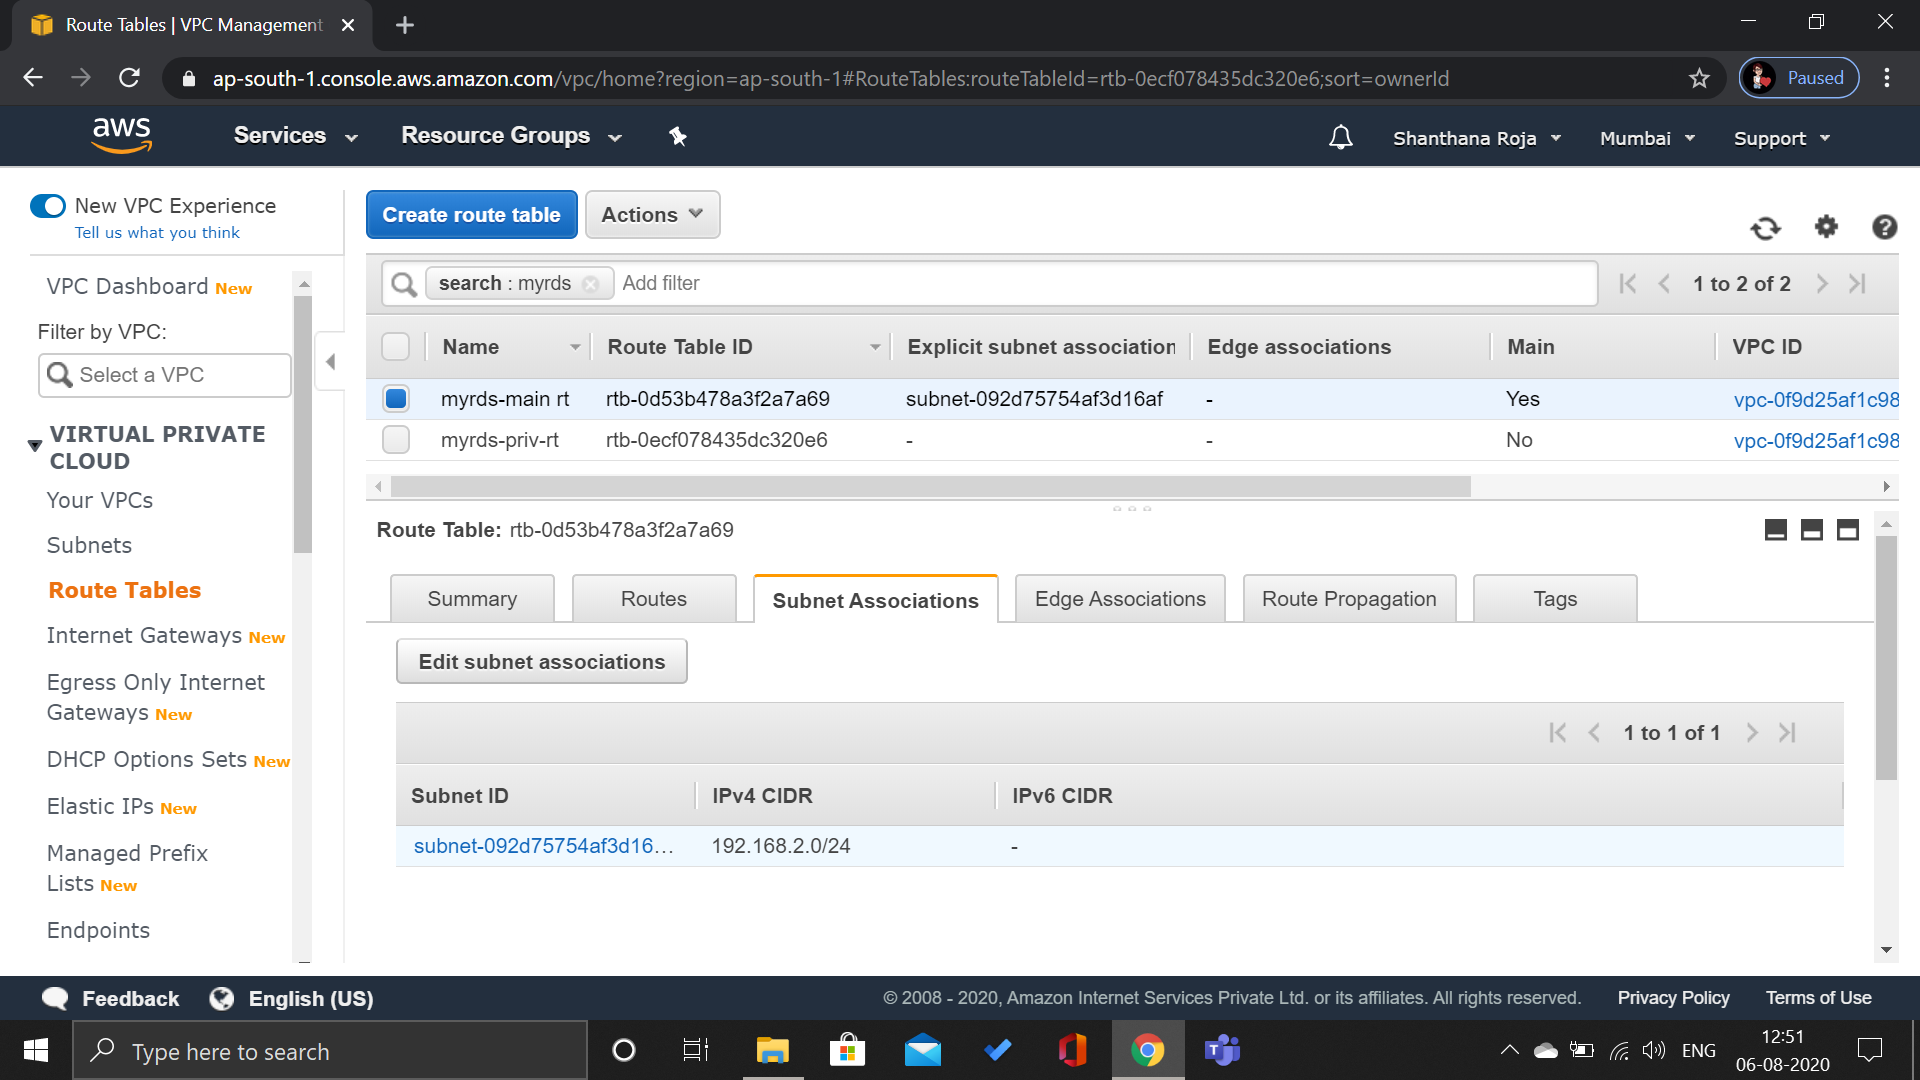 Route Tables | VPC Management
ap-south-1.console.aws.amazon.com/vpc/home?region=ap-south-1#RouteTables:routeTableId=rtb-0ecf078435dc320e6;sort=ownerId
Paused
aws
Services
Resource Groups
Shanthana Roja
Mumbai
Support
New VPC Experience
Tell us what you think
VPC Dashboard New
Filter by VPC:
Select a VPC
VIRTUAL PRIVATE
CLOUD
Your VPCs
Subnets
Route Tables
Internet Gateways New
Egress Only Internet
Gateways New
DHCP Options Sets New
Elastic IPs New
Managed Prefix
Lists New
Endpoints
Create route table
Actions
search : myrds
Add filter
1 to 2 of 2
Name
Route Table ID
Explicit subnet association
Edge associations
Main
VPC ID
myrds-main rt rtb-0d53b478a3f2a7a69 subnet-092d75754af3d16af - Yes vpc-0f9d25af1c98
myrds-priv-rt rtb-0ecf078435dc320e6 - - No vpc-0f9d25af1c98
Route Table: rtb-0d53b478a3f2a7a69
Summary
Routes
Subnet Associations
Edge Associations
Route Propagation
Tags
Edit subnet associations
1 to 1 of 1
Subnet ID
IPv4 CIDR
IPv6 CIDR
subnet-092d75754af3d16... 192.168.2.0/24 -
Feedback
English (US)
© 2008 - 2020, Amazon Internet Services Private Ltd. or its affiliates. All rights reserved.
Privacy Policy
Terms of Use
Type here to search
ENG
12:51
06-08-2020